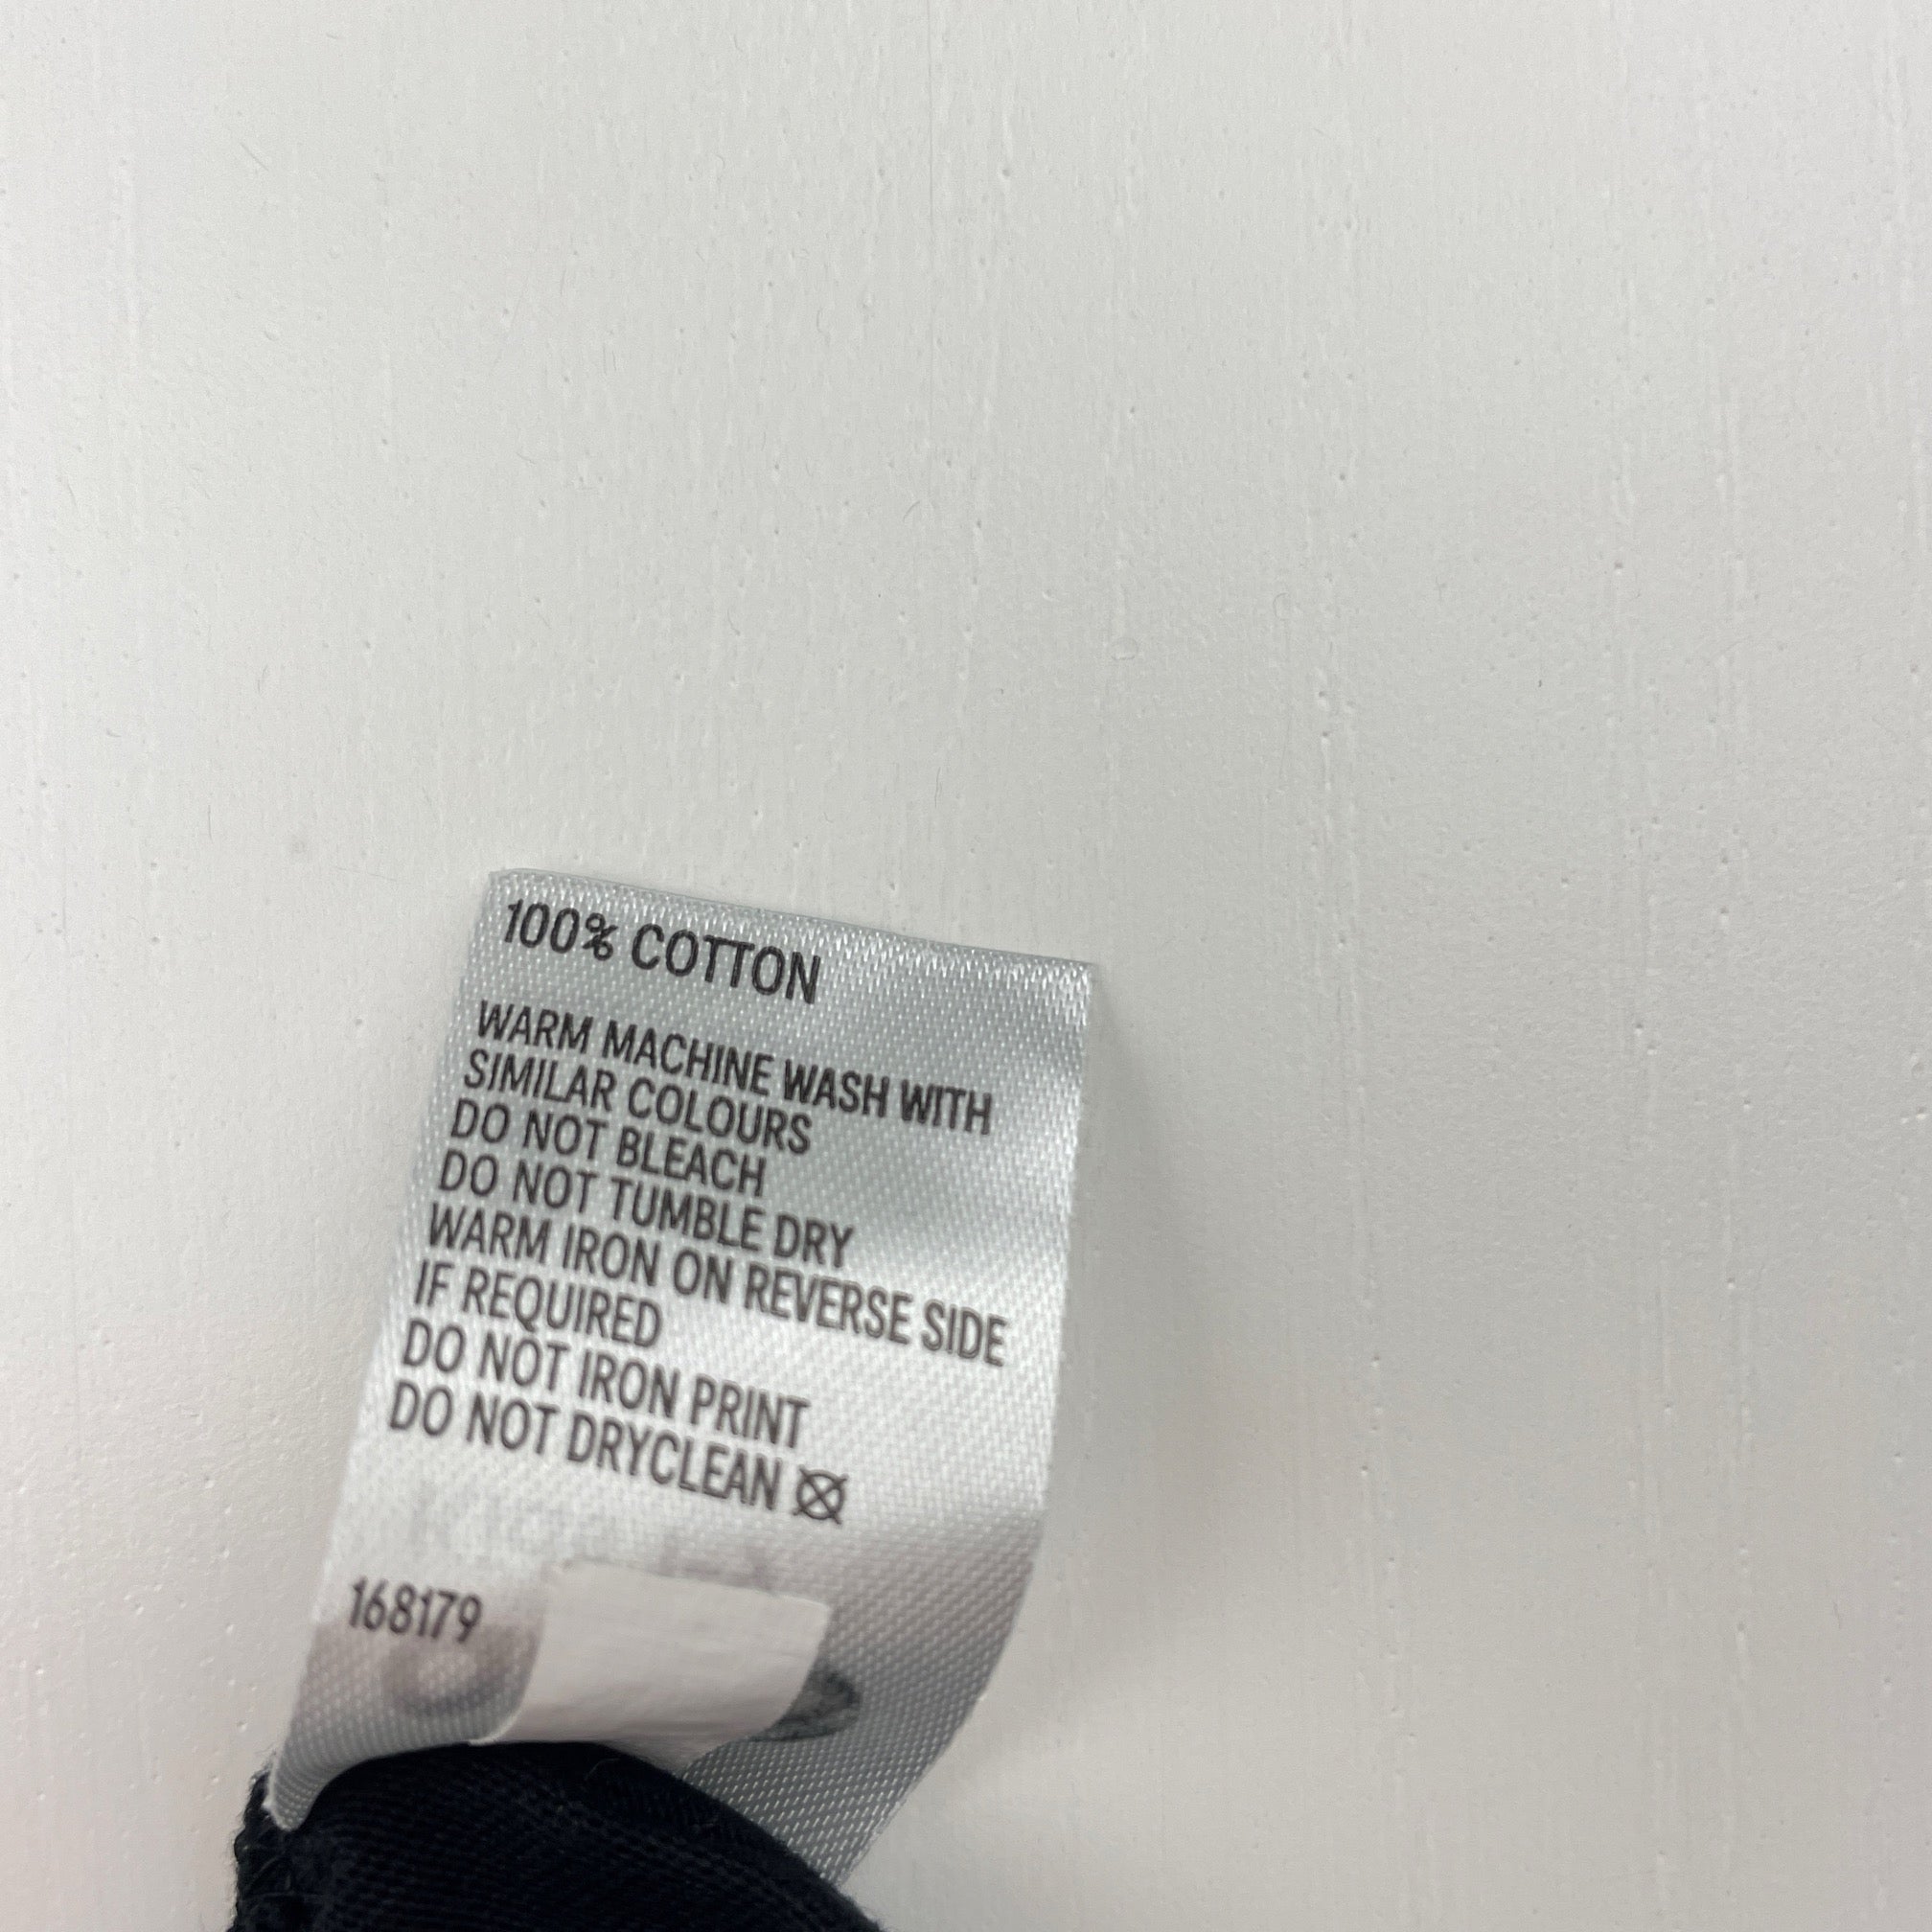 100% COTTON
WARM MACHINE WASH WITH
SIMILAR COLOURS
DO NOT BLEACH
DO NOT TUMBLE DRY
WARM IRON ON REVERSE SIDE
IF REQUIRED
DO NOT IRON PRINT
DO NOT DRYCLEAN
168179